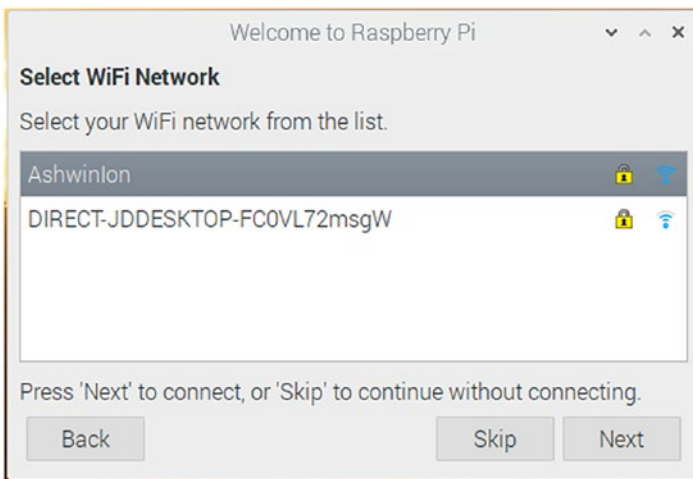 Welcome to Raspberry Pi
Select WiFi Network
Select your WiFi network from the list.
AshwinIon
DIRECT-JDDESKTOP-FC0VL72msgW
Press 'Next' to connect, or 'Skip' to continue without connecting.
Back Skip Next